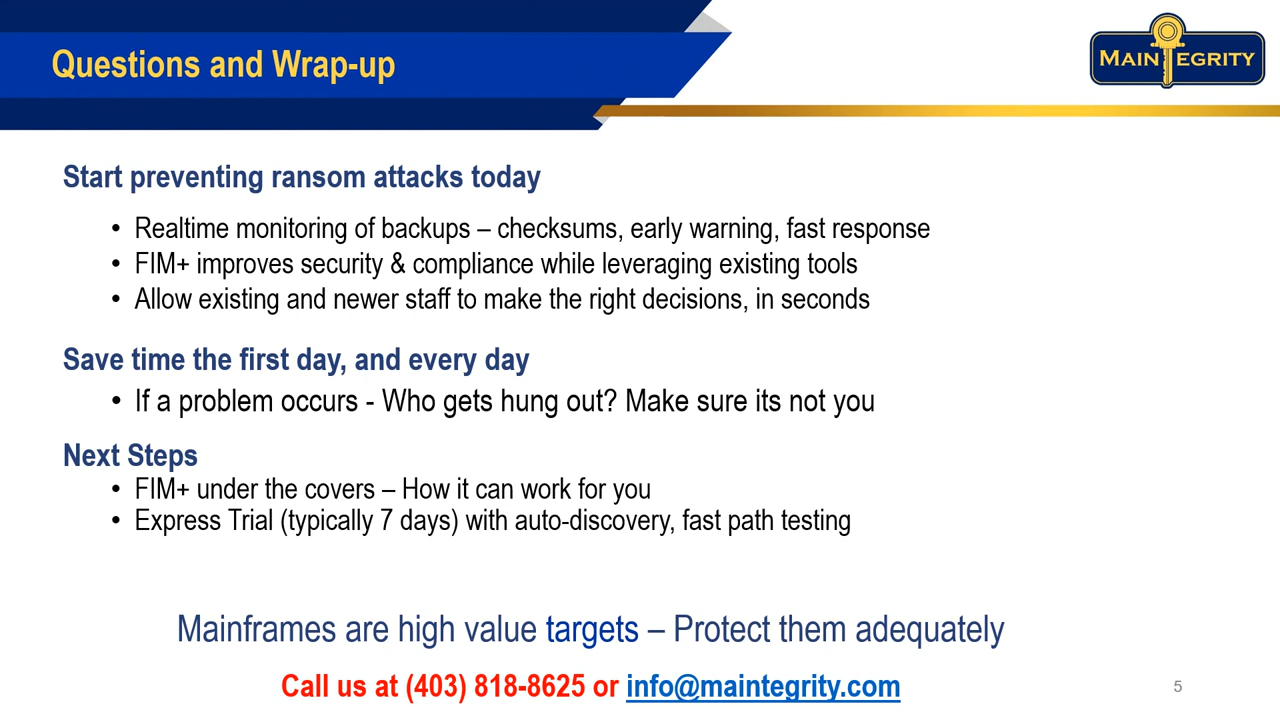 Questions and Wrap-up
MAINTEGRITY
Start preventing ransom attacks today
• Realtime monitoring of backups – checksums, early warning, fast response
• FIM+ improves security & compliance while leveraging existing tools
• Allow existing and newer staff to make the right decisions, in seconds
Save time the first day, and every day
• If a problem occurs - Who gets hung out? Make sure its not you
Next Steps
• FIM+ under the covers – How it can work for you
• Express Trial (typically 7 days) with auto-discovery, fast path testing
Mainframes are high value targets – Protect them adequately
Call us at (403) 818-8625 or info@maintegrity.com
5